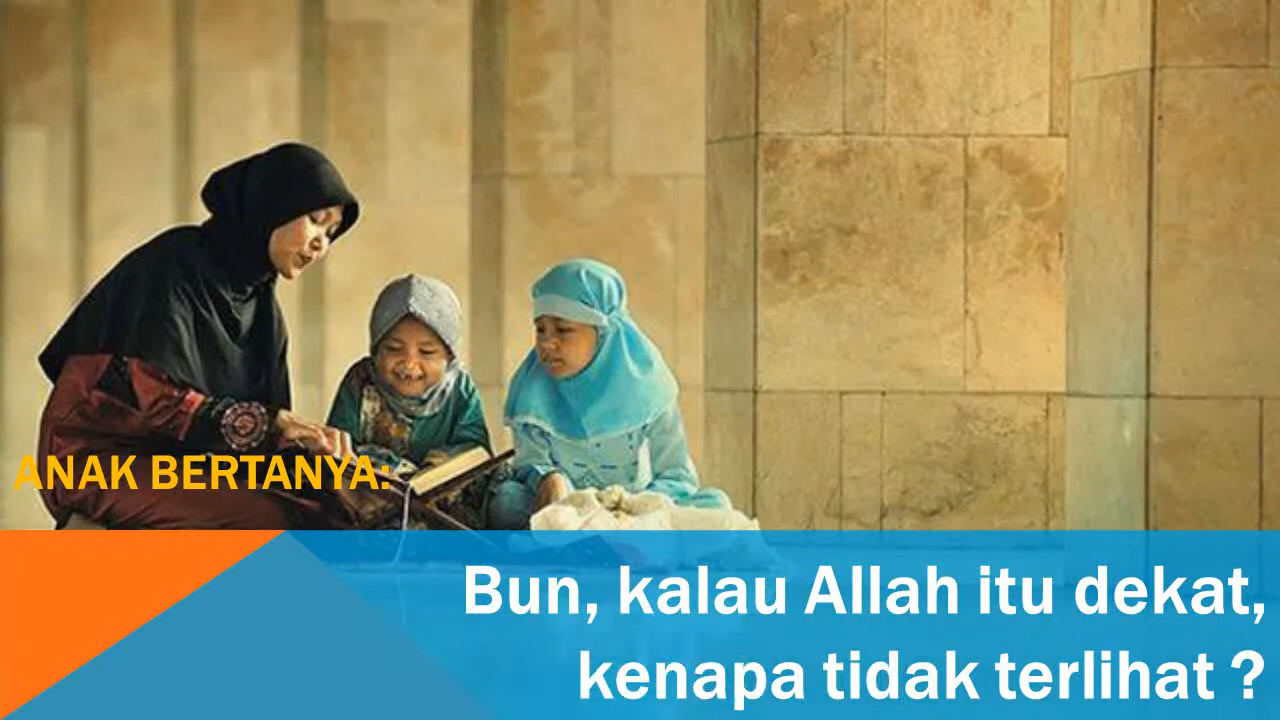 ANAK BERTANYA:
Bun, kalau Allah itu dekat,
kenapa tidak terlihat ?